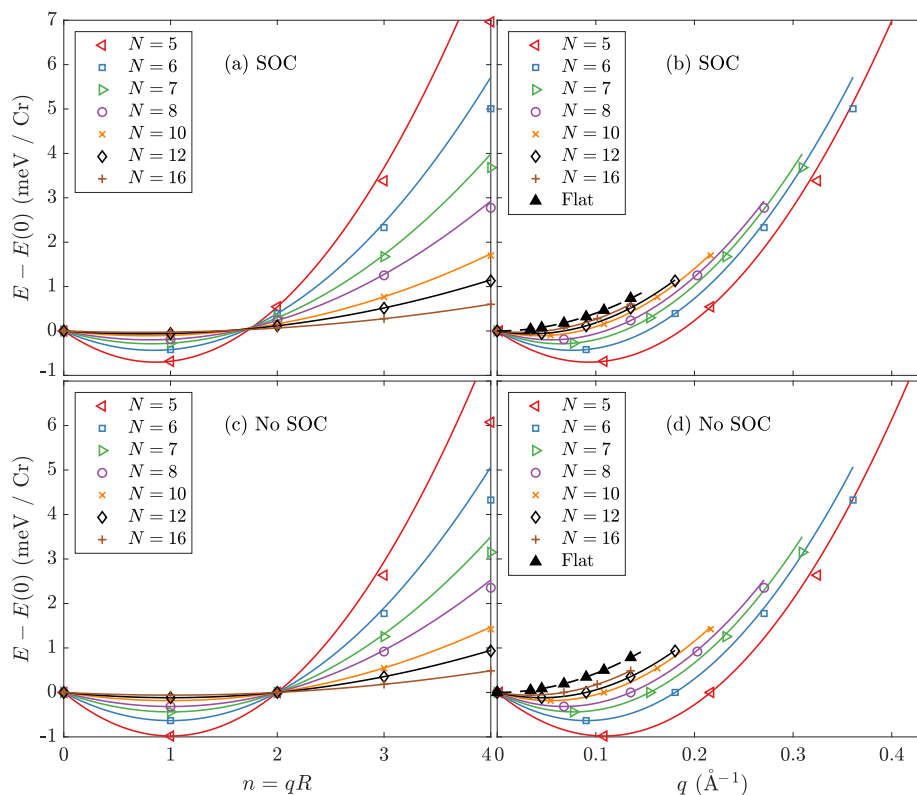 7
6
5
4
3
2
1
0
-1
E − E(0) (meV / Cr)
N = 5
N = 6
N = 7
N = 8
N = 10
N = 12
N = 16
(a) SOC
N = 5
N = 6
N = 7
N = 8
N = 10
N = 12
N = 16
Flat
(b) SOC
6
5
4
3
2
1
0
-1
E − E(0) (meV / Cr)
N = 5
N = 6
N = 7
N = 8
N = 10
N = 12
N = 16
(c) No SOC
0 1 2 3 4
n = qR
N = 5
N = 6
N = 7
N = 8
N = 10
N = 12
N = 16
Flat
(d) No SOC
0 0.1 0.2 0.3 0.4
q (Å⁻¹)